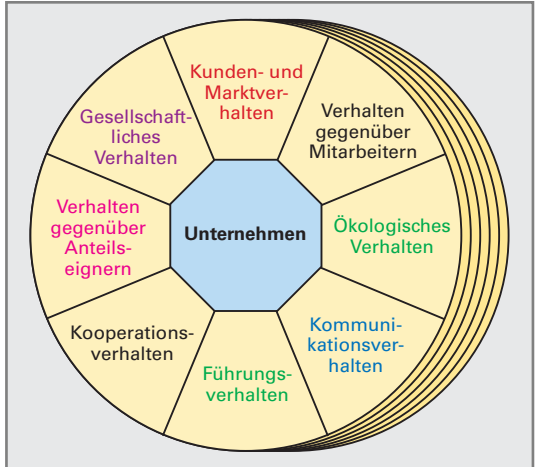 Kunden- und
Marktver-
halten
Verhalten
gegenüber
Mitarbeitern
Ökologisches
Verhalten
Kommuni-
kationsver-
halten
Führungs-
verhalten
Kooperations-
verhalten
Verhalten
gegenüber
Anteils-
eignern
Gesellschaft-
liches
Verhalten
Unternehmen